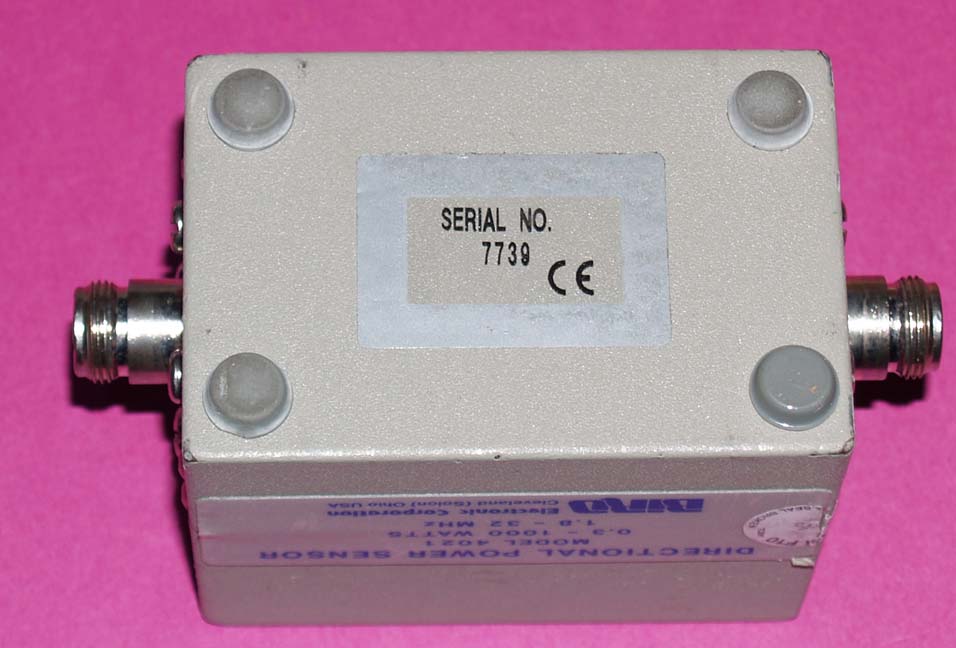 SERIAL NO.
7739
CE
DIRECTIONAL POWER SENSOR
MODEL 4021
0.3 - 1000 WATTS
1.8 - 32 MHz
BIRD
Electronic Corporation
Cleveland (Solon) Ohio USA